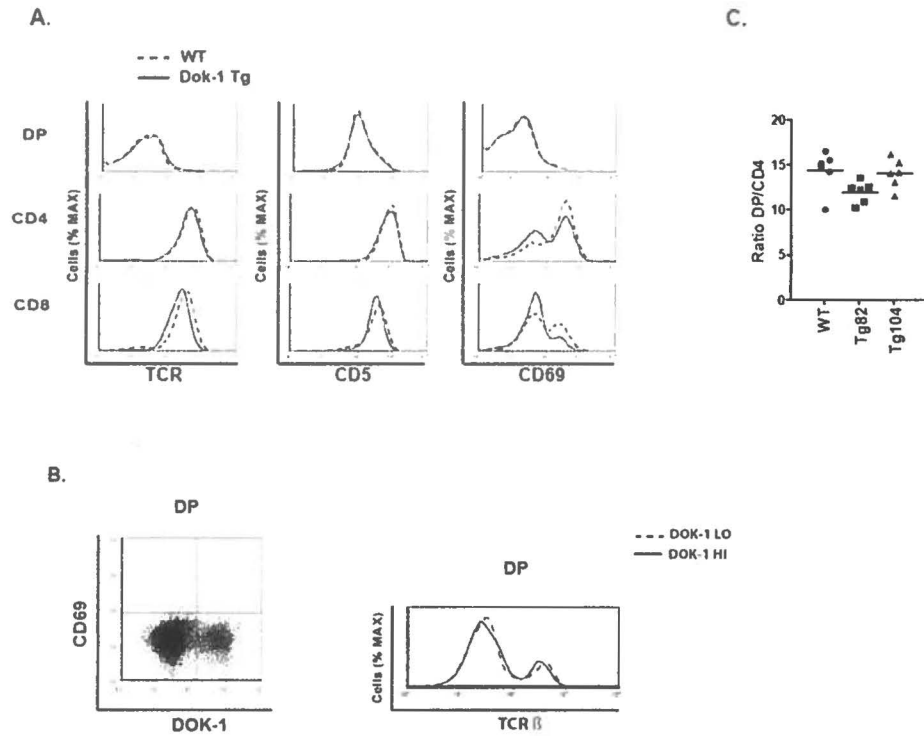 A.
C.
WT
Dok-1 Tg
DP
CD4
CD8
Cells (% MAX)
Cells (% MAX)
Cells (% MAX)
TCR
CD5
CD69
Ratio DP/CD4
20
15
10
5
0
WT
Tg82
Tg104
B.
DP
CD69
DOK-1
DOK-1 LO
DOK-1 HI
DP
Cells (% MAX)
TCR β